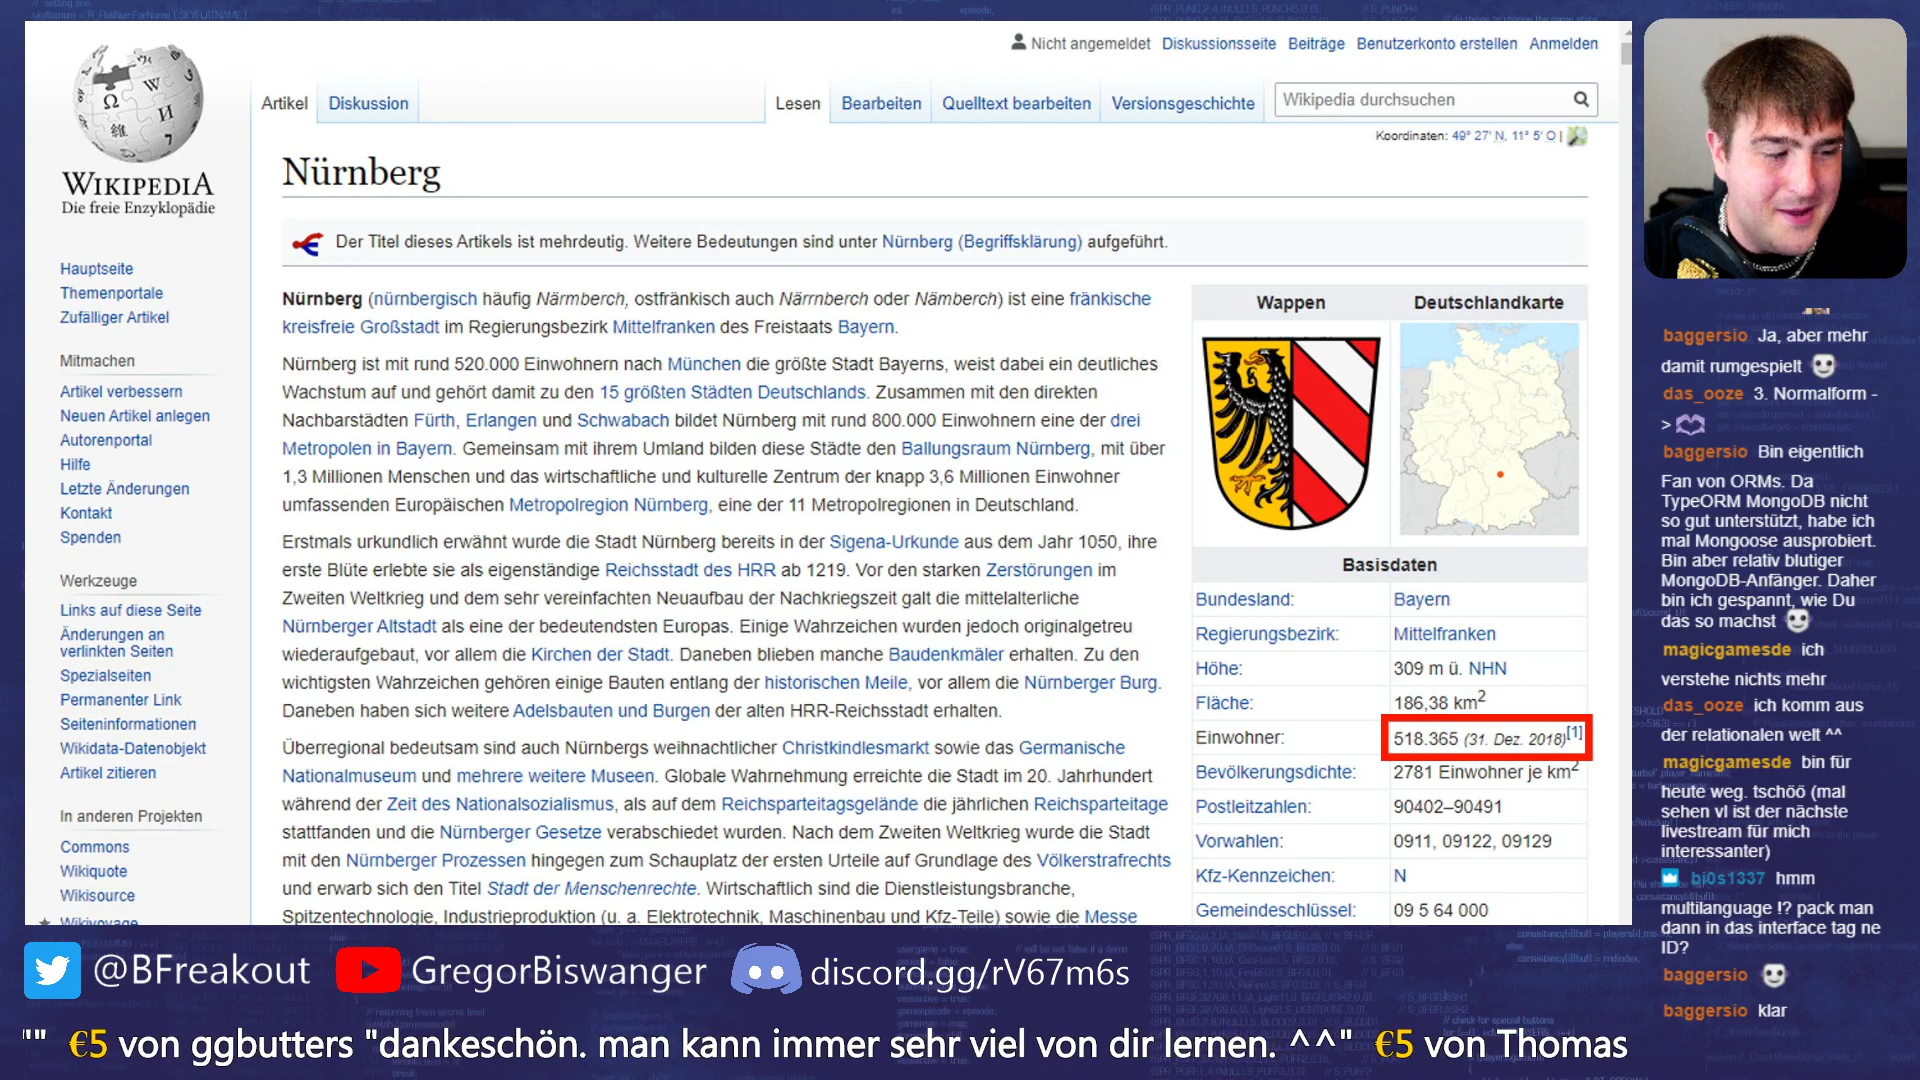 Nicht angemeldet Diskussionsseite Beiträge Benutzerkonto erstellen Anmelden
Artikel Diskussion Lesen Bearbeiten Quelltext bearbeiten Versionsgeschichte Wikipedia durchsuchen
Koordinaten: 49° 27′ N, 11° 5′ O |
WIKIPEDIA
Die freie Enzyklopädie
Hauptseite
Themenportale
Zufälliger Artikel
Mitmachen
Artikel verbessern
Neuen Artikel anlegen
Autorenportal
Hilfe
Letzte Änderungen
Kontakt
Spenden
Werkzeuge
Links auf diese Seite
Änderungen an
verlinkten Seiten
Spezialseiten
Permanenter Link
Seiteninformationen
Wikidata-Datenobjekt
Artikel zitieren
In anderen Projekten
Commons
Wikiquote
Wikisource
Wikivoyage
Nürnberg
Der Titel dieses Artikels ist mehrdeutig. Weitere Bedeutungen sind unter Nürnberg (Begriffsklärung) aufgeführt.
Nürnberg (nürnbergisch häufig Närmberch, ostfränkisch auch Närrnberch oder Nämberch) ist eine fränkische
kreisfreie Großstadt im Regierungsbezirk Mittelfranken des Freistaats Bayern.
Nürnberg ist mit rund 520.000 Einwohnern nach München die größte Stadt Bayerns, weist dabei ein deutliches
Wachstum auf und gehört damit zu den 15 größten Städten Deutschlands. Zusammen mit den direkten
Nachbarstädten Fürth, Erlangen und Schwabach bildet Nürnberg mit rund 800.000 Einwohnern eine der drei
Metropolen in Bayern. Gemeinsam mit ihrem Umland bilden diese Städte den Ballungsraum Nürnberg, mit über
1,3 Millionen Menschen und das wirtschaftliche und kulturelle Zentrum der knapp 3,6 Millionen Einwohner
umfassenden Europäischen Metropolregion Nürnberg, eine der 11 Metropolregionen in Deutschland.
Erstmals urkundlich erwähnt wurde die Stadt Nürnberg bereits in der Sigena-Urkunde aus dem Jahr 1050, ihre
erste Blüte erlebte sie als eigenständige Reichsstadt des HRR ab 1219. Vor den starken Zerstörungen im
Zweiten Weltkrieg und dem sehr vereinfachten Neuaufbau der Nachkriegszeit galt die mittelalterliche
Nürnberger Altstadt als eine der bedeutendsten Europas. Einige Wahrzeichen wurden jedoch originalgetreu
wiederaufgebaut, vor allem die Kirchen der Stadt. Daneben blieben manche Baudenkmäler erhalten. Zu den
wichtigsten Wahrzeichen gehören einige Bauten entlang der historischen Meile, vor allem die Nürnberger Burg.
Daneben haben sich weitere Adelsbauten und Burgen der alten HRR-Reichsstadt erhalten.
Überregional bedeutsam sind auch Nürnbergs weihnachtlicher Christkindlesmarkt sowie das Germanische
Nationalmuseum und mehrere weitere Museen. Globale Wahrnehmung erreichte die Stadt im 20. Jahrhundert
während der Zeit des Nationalsozialismus, als auf dem Reichsparteitagsgelände die jährlichen Reichsparteitage
stattfanden und die Nürnberger Gesetze verabschiedet wurden. Nach dem Zweiten Weltkrieg wurde die Stadt
mit den Nürnberger Prozessen hingegen zum Schauplatz der ersten Urteile auf Grundlage des Völkerstrafrechts
und erwarb sich den Titel Stadt der Menschenrechte. Wirtschaftlich sind die Dienstleistungsbranche,
Spitzentechnologie, Industrieproduktion (u. a. Elektrotechnik, Maschinenbau und Kfz-Teile) sowie die Messe
Wappen Deutschlandkarte
Basisdaten
Bundesland: Bayern
Regierungsbezirk: Mittelfranken
Höhe: 309 m ü. NHN
Fläche: 186,38 km²
Einwohner: 518.365 (31. Dez. 2018)[1]
Bevölkerungsdichte: 2781 Einwohner je km²
Postleitzahlen: 90402–90491
Vorwahlen: 0911, 09122, 09129
Kfz-Kennzeichen: N
Gemeindeschlüssel: 09 5 64 000
baggersio Ja, aber mehr
damit rumgespielt
das_ooze 3. Normalform -
>
baggersio Bin eigentlich
Fan von ORMs. Da
TypeORM MongoDB nicht
so gut unterstützt, habe ich
mal Mongoose ausprobiert.
Bin aber relativ blutiger
MongoDB-Anfänger. Daher
bin ich gespannt, wie Du
das so machst
magicgamesde ich
verstehe nichts mehr
das_ooze ich komm aus
der relationalen welt ^^
magicgamesde bin für
heute weg. tschöö (mal
sehen vl ist der nächste
livestream für mich
interessanter)
bi0s1337 hmm
multilanguage !? pack man
dann in das interface tag ne
ID?
baggersio
baggersio klar
@BFreakout GregorBiswanger discord.gg/rV67m6s
"" €5 von ggbutters "dankeschön. man kann immer sehr viel von dir lernen. ^^" €5 von Thomas